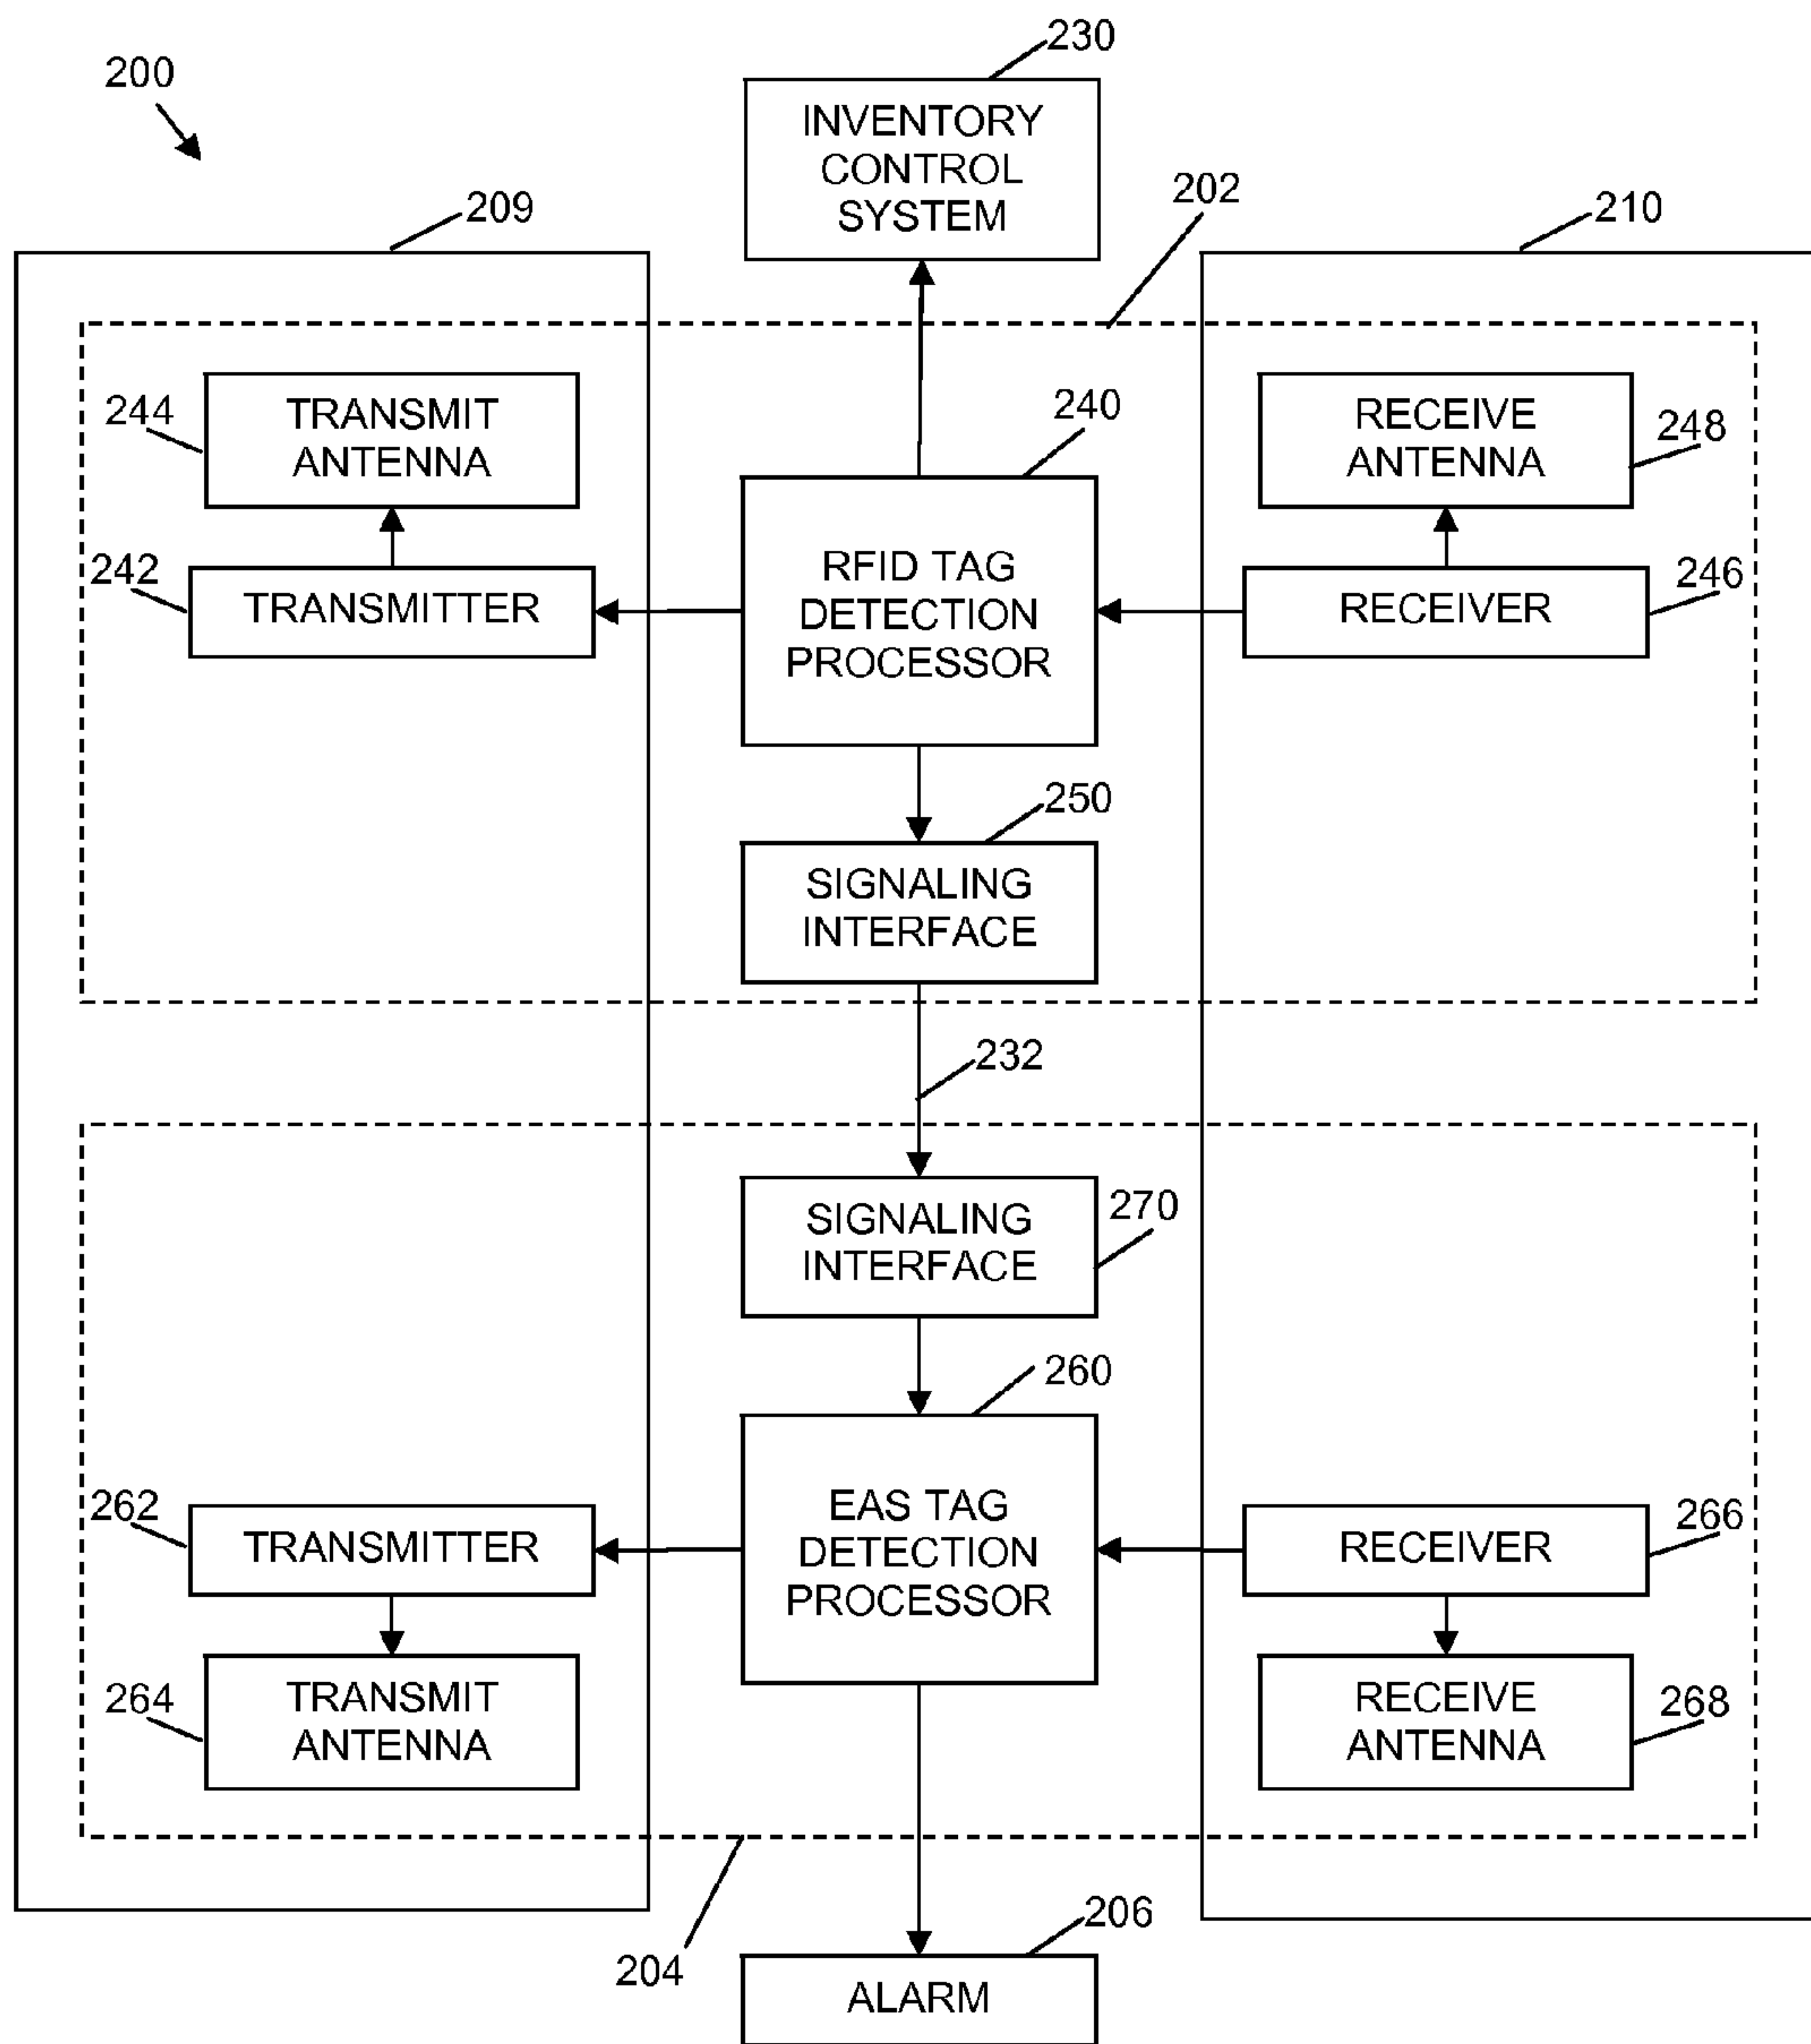 230
200
INVENTORY
CONTROL
SYSTEM
202
209
210
244
TRANSMIT
ANTENNA
240
RECEIVE
ANTENNA
248
242
TRANSMITTER
RFID TAG
DETECTION
PROCESSOR
RECEIVER
246
250
SIGNALING
INTERFACE
232
SIGNALING
INTERFACE
270
260
262
TRANSMITTER
EAS TAG
DETECTION
PROCESSOR
RECEIVER
266
264
TRANSMIT
ANTENNA
RECEIVE
ANTENNA
268
206
204
ALARM